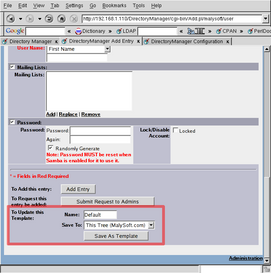 File Edit View Go Bookmarks Tools Help
http://192.168.1.110/DirectoryManager/cgi-bin/Add.pl/malysoft/user
Google Dictionary LDAP CPAN PerlDoc
Directory Manager DirectoryManager Add Entry DirectoryManager Configuration
User Name: First Name
Mailing Lists:
Mailing Lists:
Add | Replace | Remove
Password:
Password: Password Lock/Disable Account: Locked
Again:
Randomly Generate
Note: Password MUST be reset when Samba is enabled for it to use it.
* = Fields in Red Required
To Add this entry: Add Entry
To Request this entry be added: Submit Request to Admins
To Update this Template: Name: Default
Save To: This Tree (MalySoft.com)
Save As Template
Administration